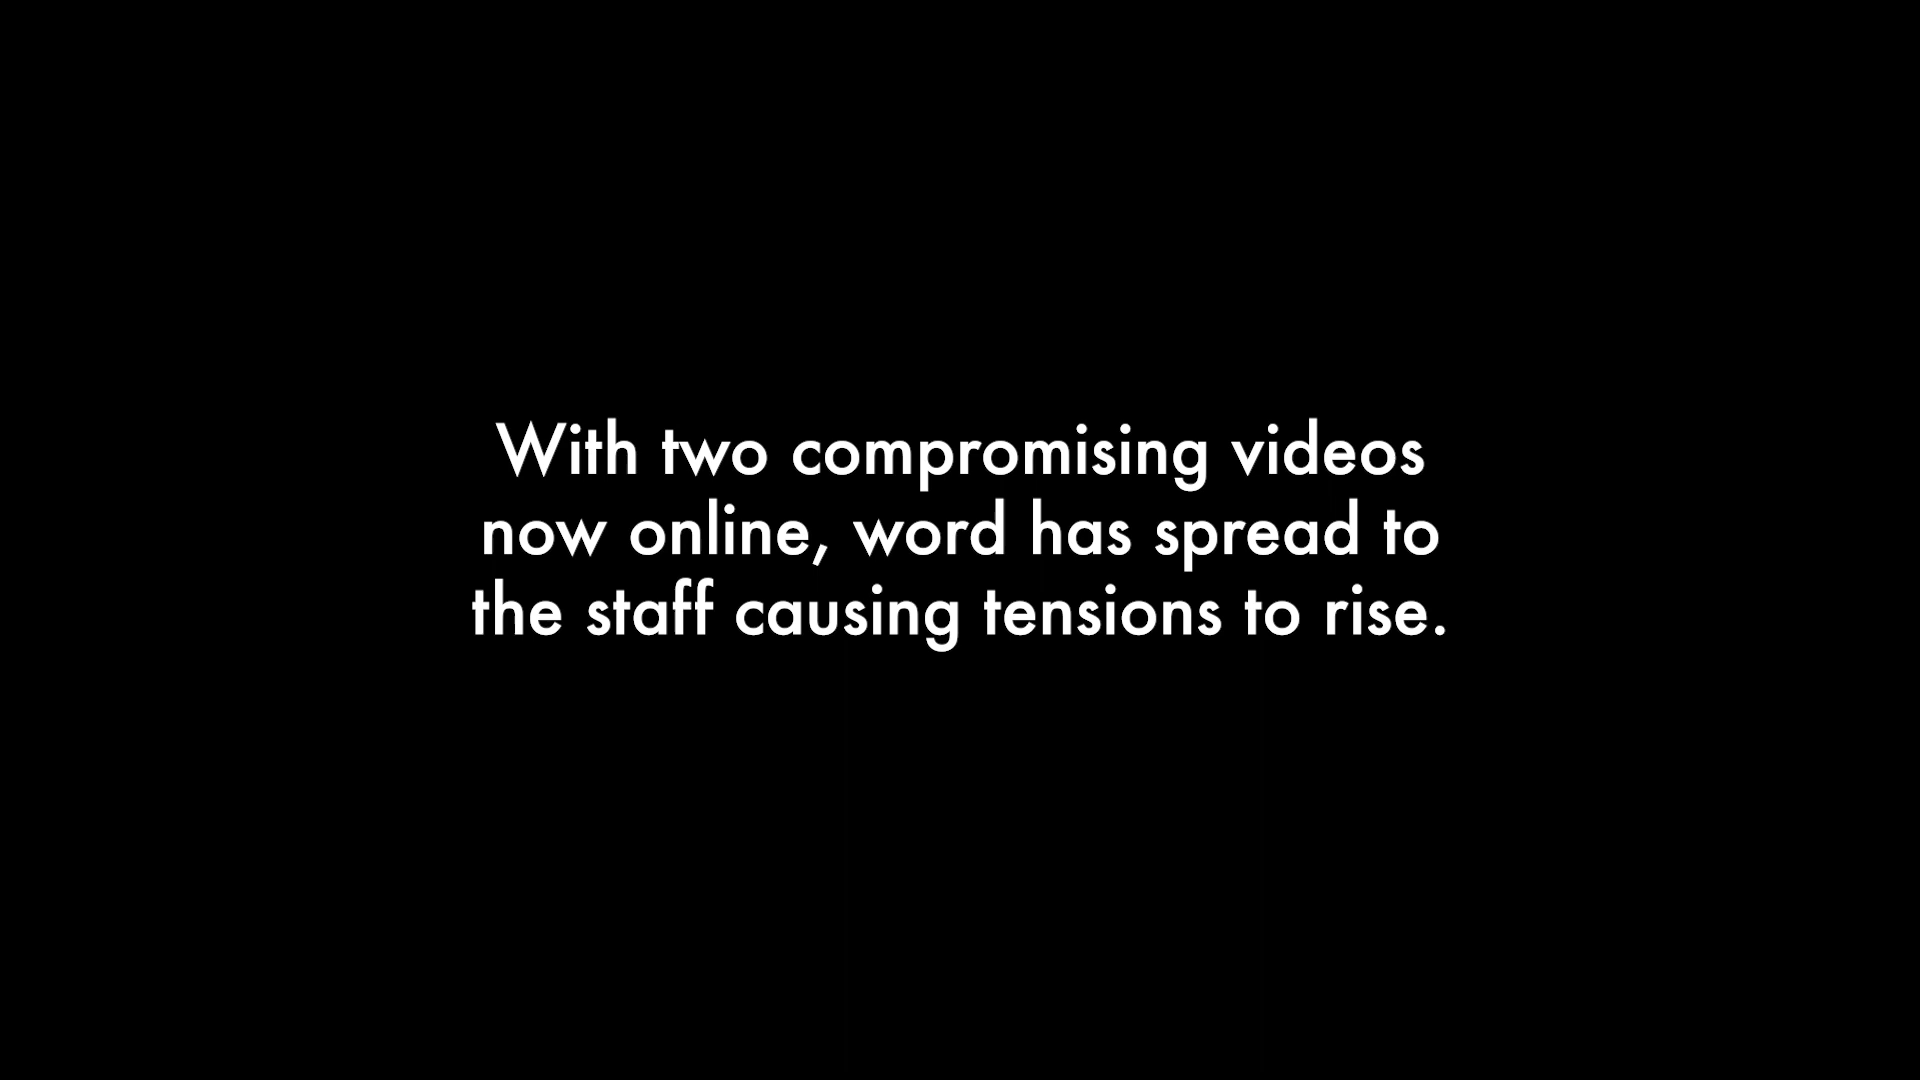 With two compromising videos
now online, word has spread to
the staff causing tensions to rise.